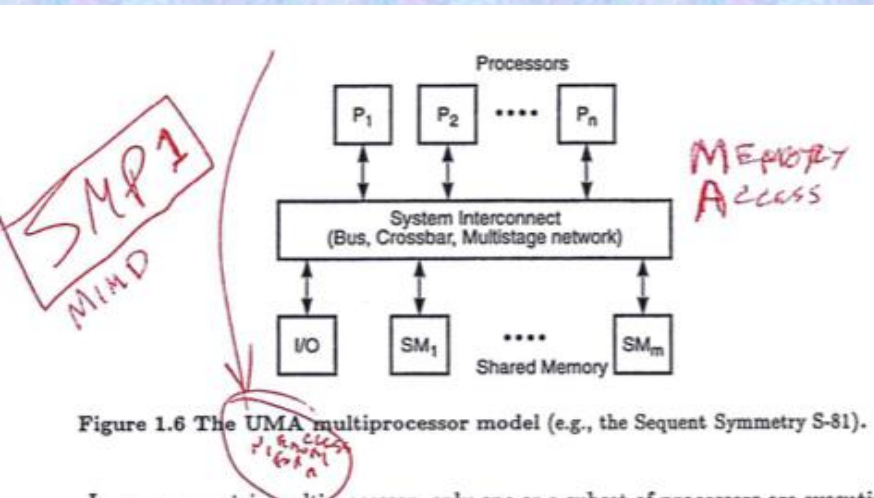 Processors
P1 P2 •••• Pn
MEMORY
ACCESS
SMP1
MIMD
System Interconnect
(Bus, Crossbar, Multistage network)
I/O SM1 •••• SMm
Shared Memory
Figure 1.6 The UMA multiprocessor model (e.g., the Sequent Symmetry S-81).